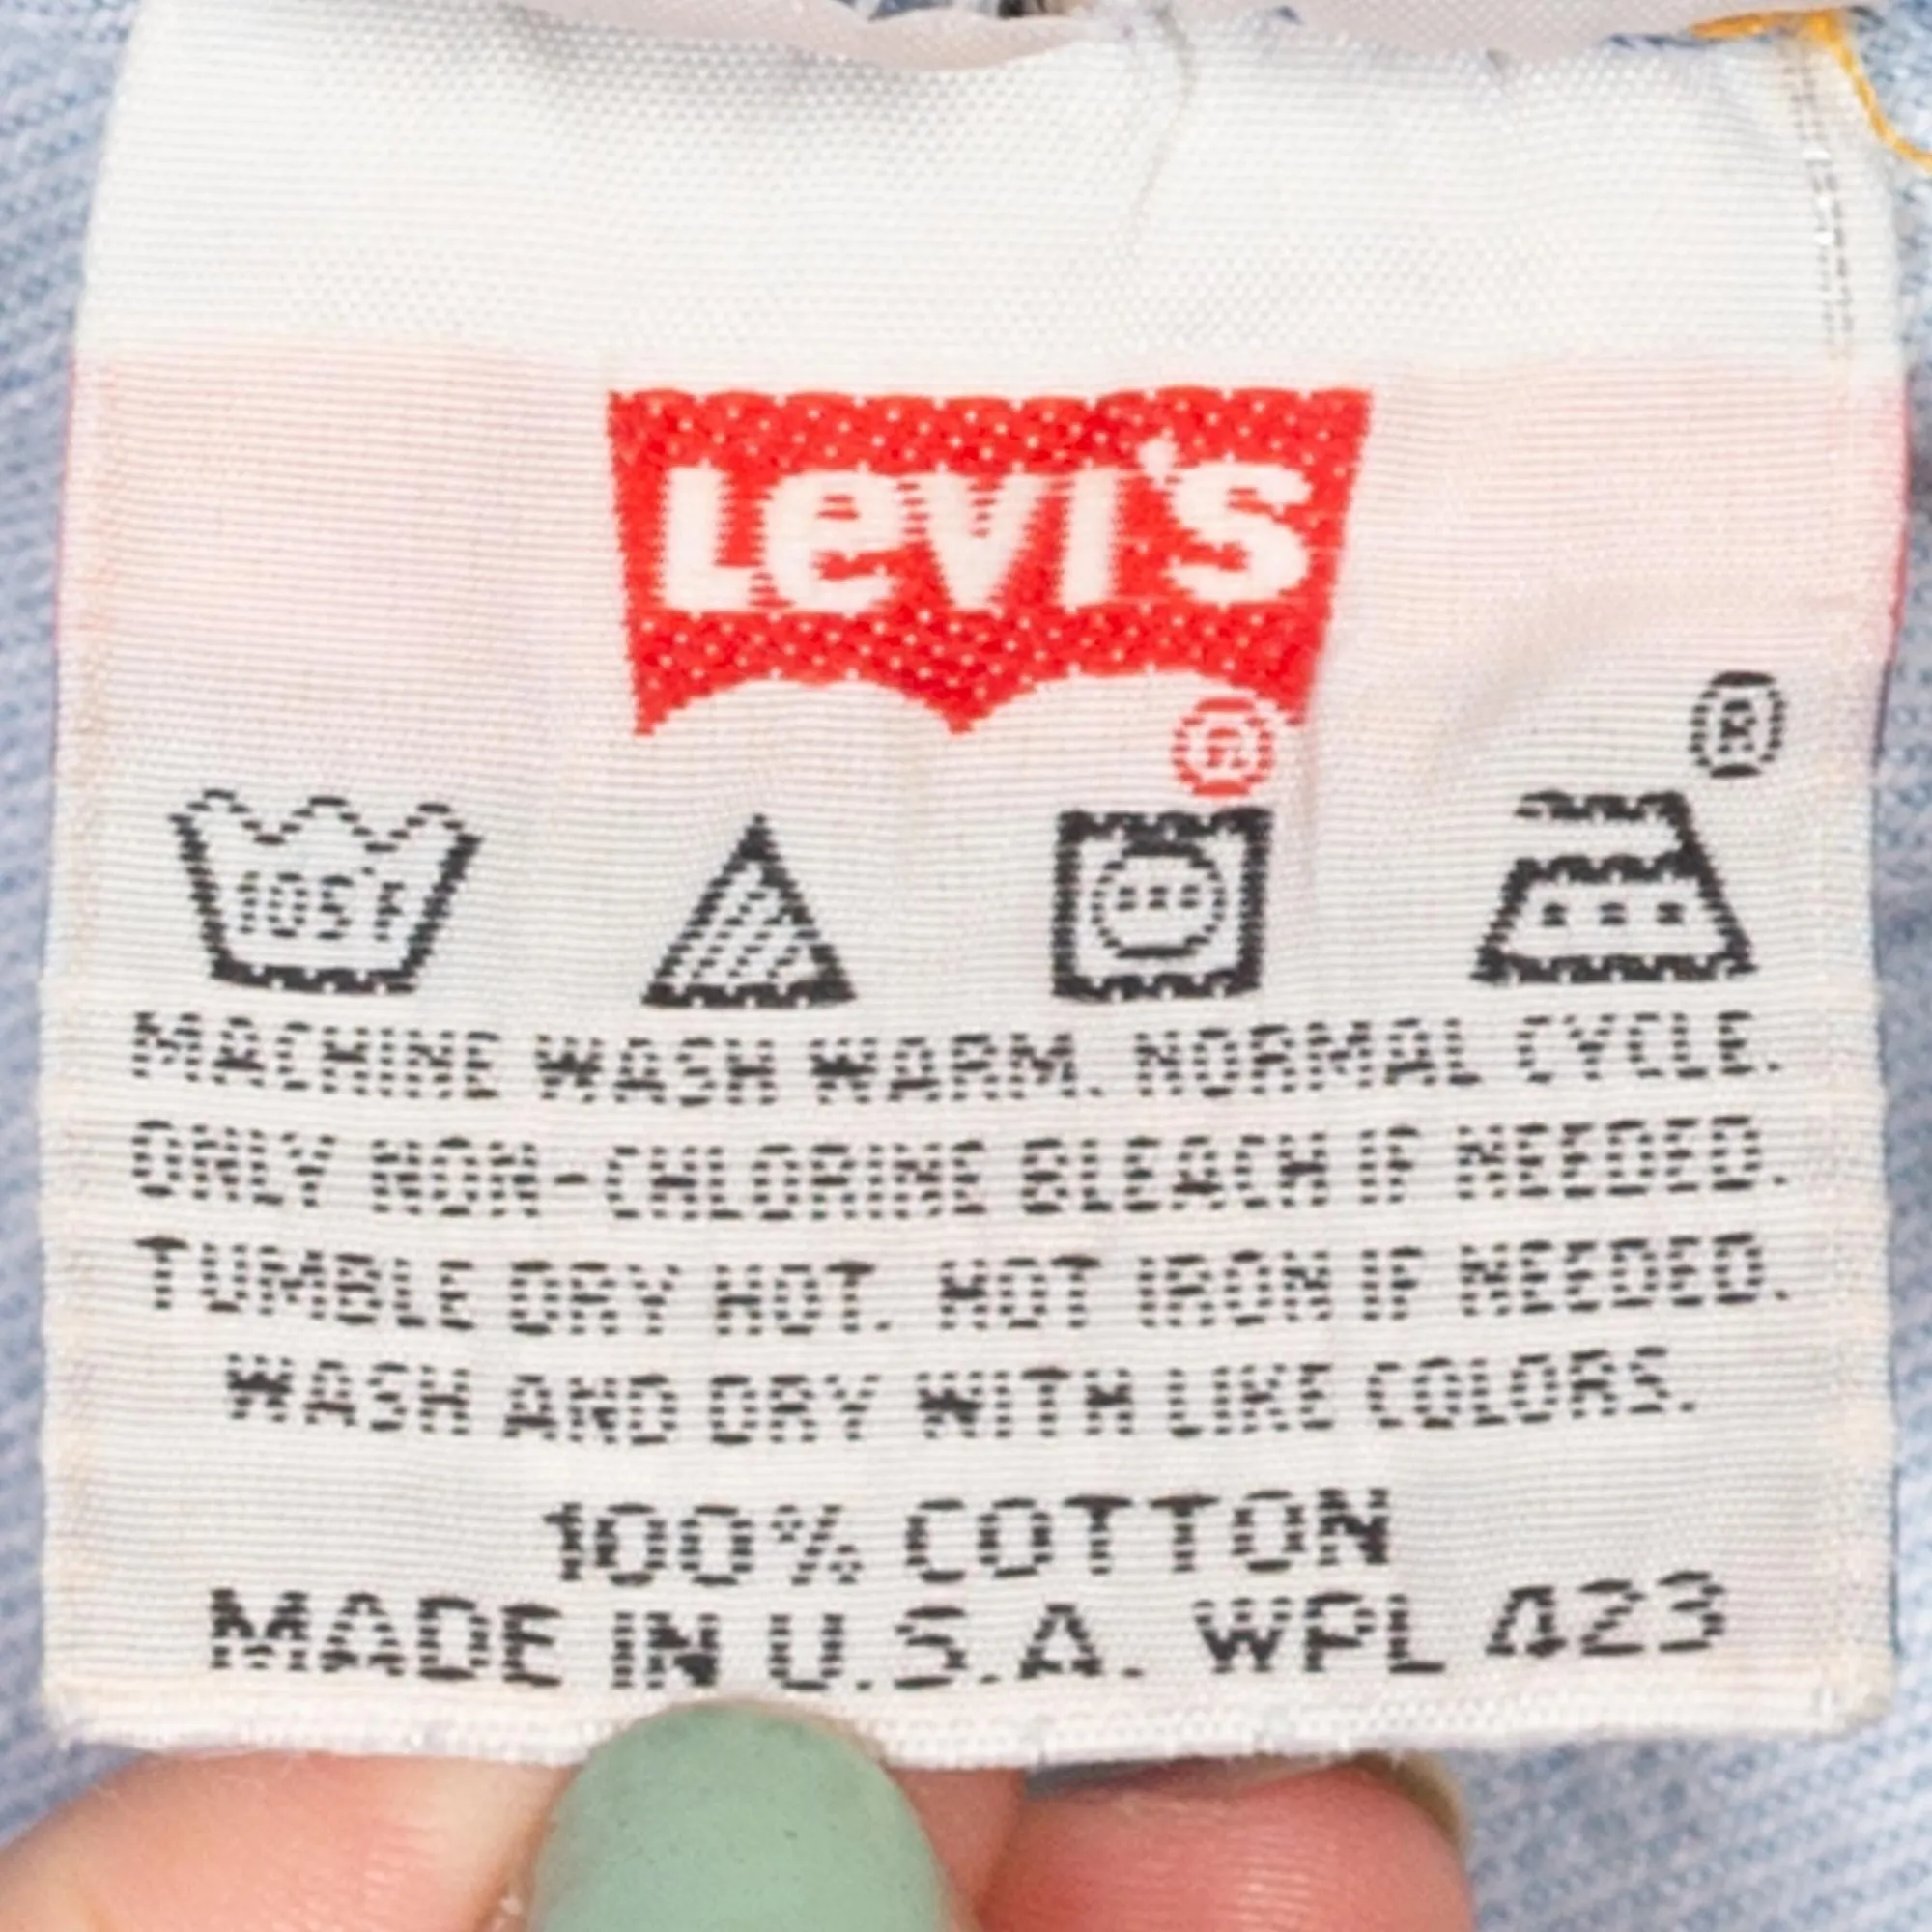 Levi's
®
®
105°F
MACHINE WASH WARM. NORMAL CYCLE.
ONLY NON-CHLORINE BLEACH IF NEEDED.
TUMBLE DRY HOT. HOT IRON IF NEEDED.
WASH AND DRY WITH LIKE COLORS.
100% COTTON
MADE IN U.S.A. WPL 423